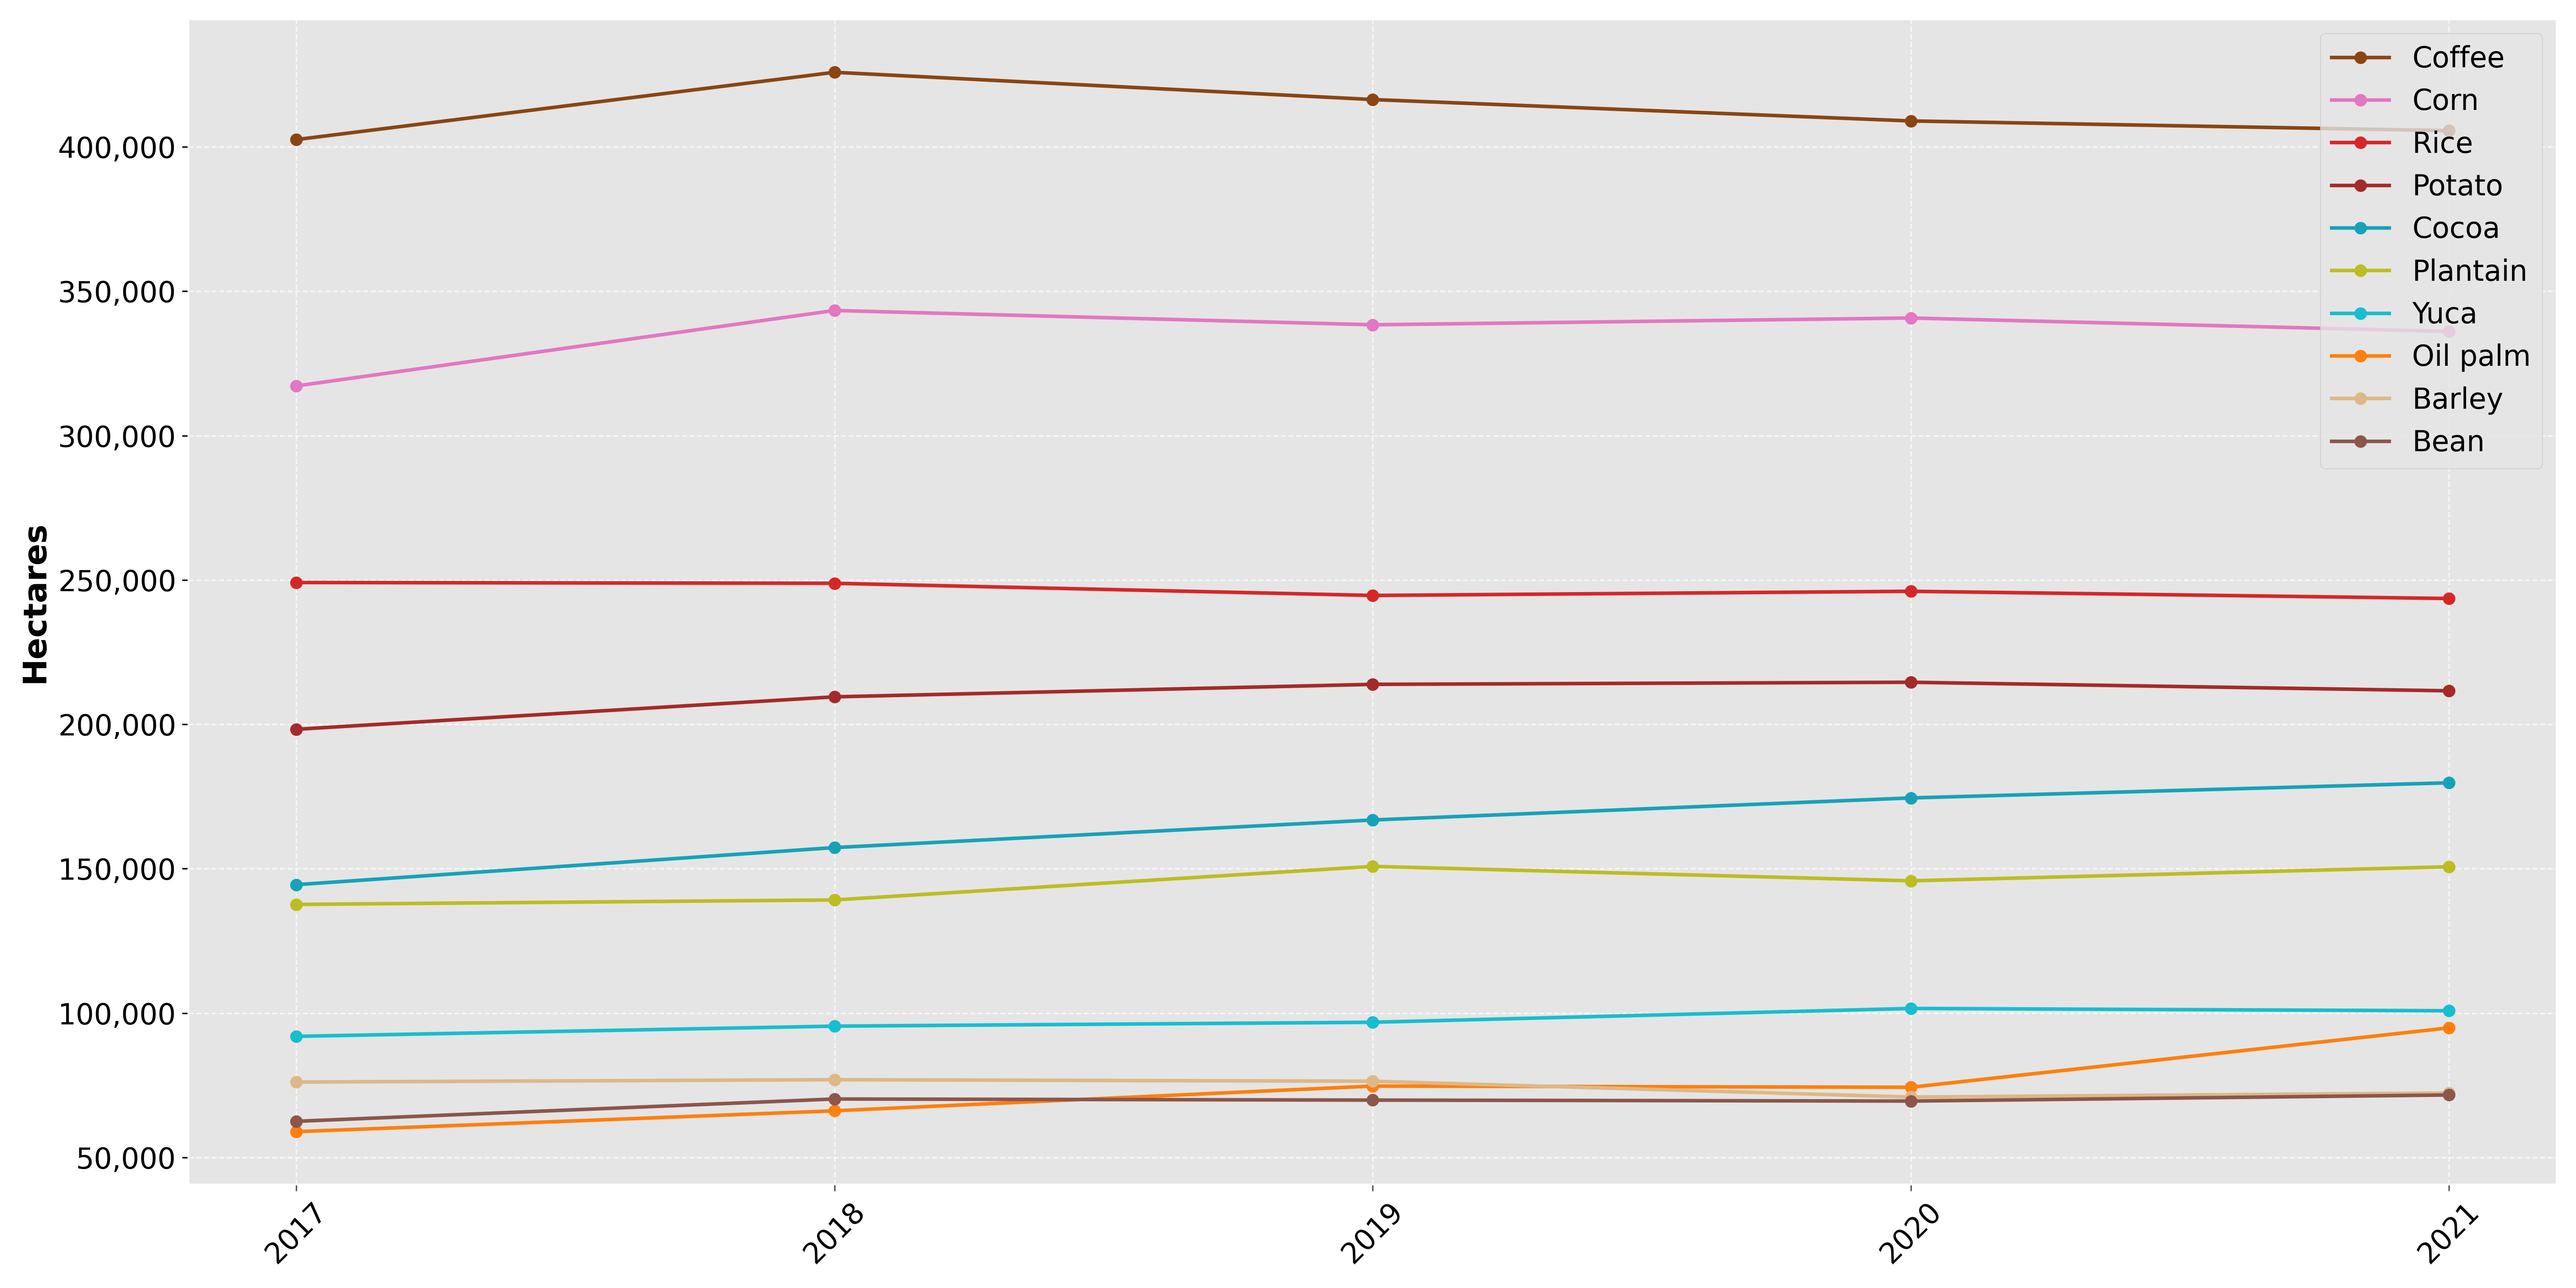 Coffee
Corn
Rice
Potato
Cocoa
Plantain
Yuca
Oil palm
Barley
Bean
Hectares
400,000
350,000
300,000
250,000
200,000
150,000
100,000
50,000
2017
2018
2019
2020
2021